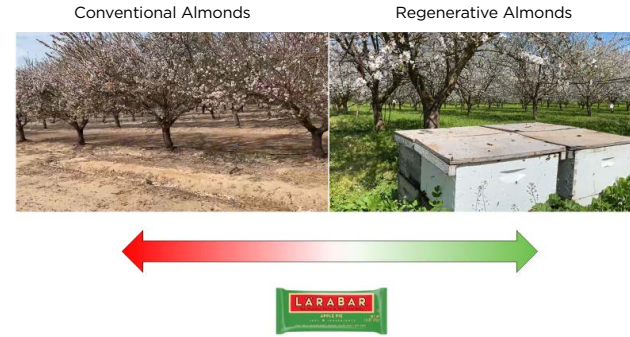 Conventional Almonds
Regenerative Almonds
LARABAR
APPLE PIE